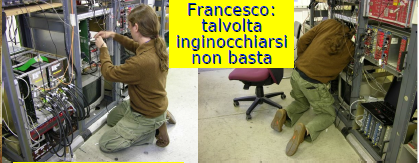 Francesco:
talvolta
inginocchiarsi
non basta